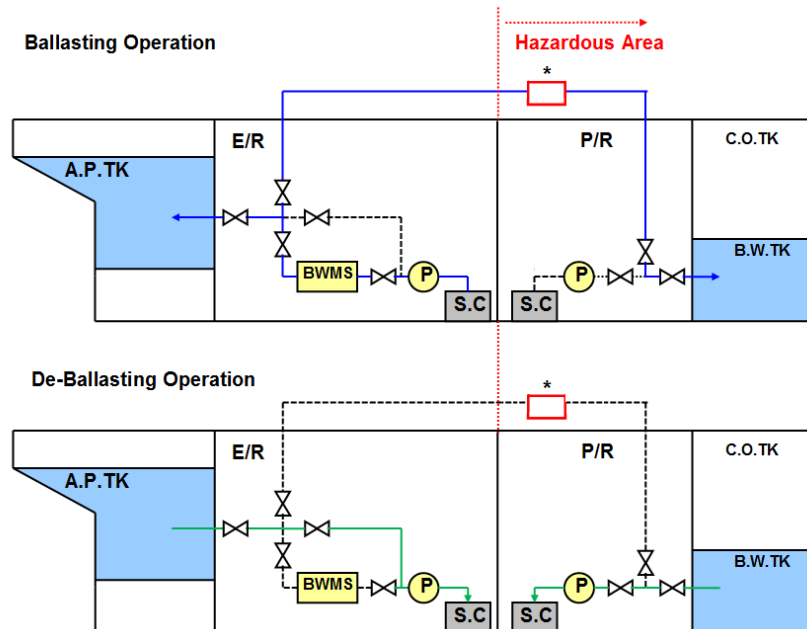 Ballasting Operation
Hazardous Area
*
E/R
P/R
C.O.TK
A.P.TK
B.W.TK
BWMS
P
S.C
S.C
P
De-Ballasting Operation
*
E/R
P/R
C.O.TK
A.P.TK
B.W.TK
BWMS
P
S.C
S.C
P